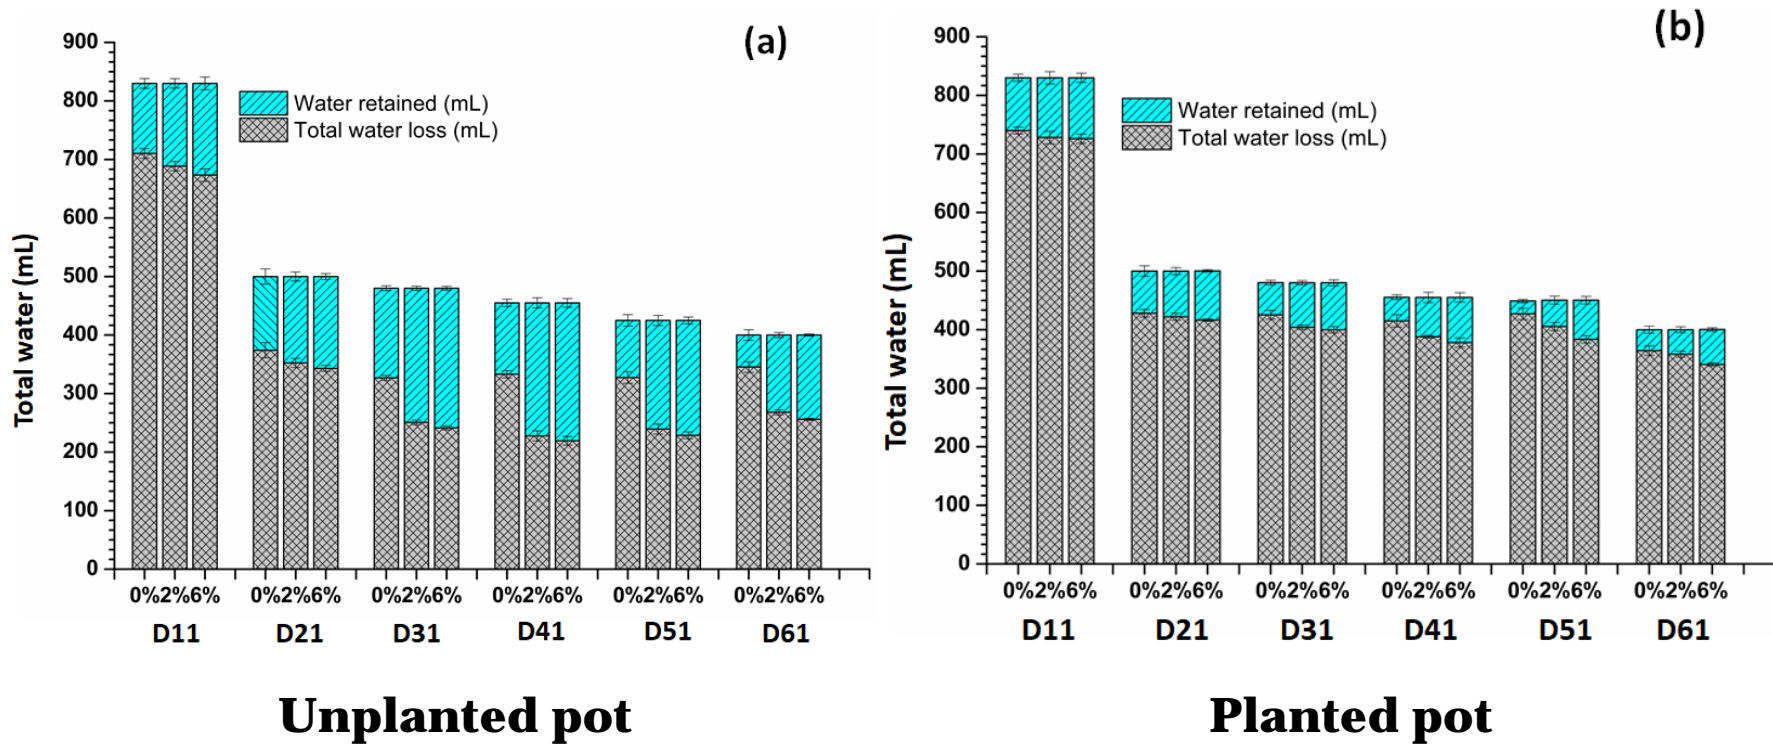 (a)
900
800
700
600
500
400
300
200
100
0
Total water (mL)
Water retained (mL)
Total water loss (mL)
0%2%6% 0%2%6% 0%2%6% 0%2%6% 0%2%6% 0%2%6%
D11 D21 D31 D41 D51 D61
Unplanted pot
(b)
900
800
700
600
500
400
300
200
100
0
Total water (mL)
Water retained (mL)
Total water loss (mL)
0%2%6% 0%2%6% 0%2%6% 0%2%6% 0%2%6% 0%2%6%
D11 D21 D31 D41 D51 D61
Planted pot